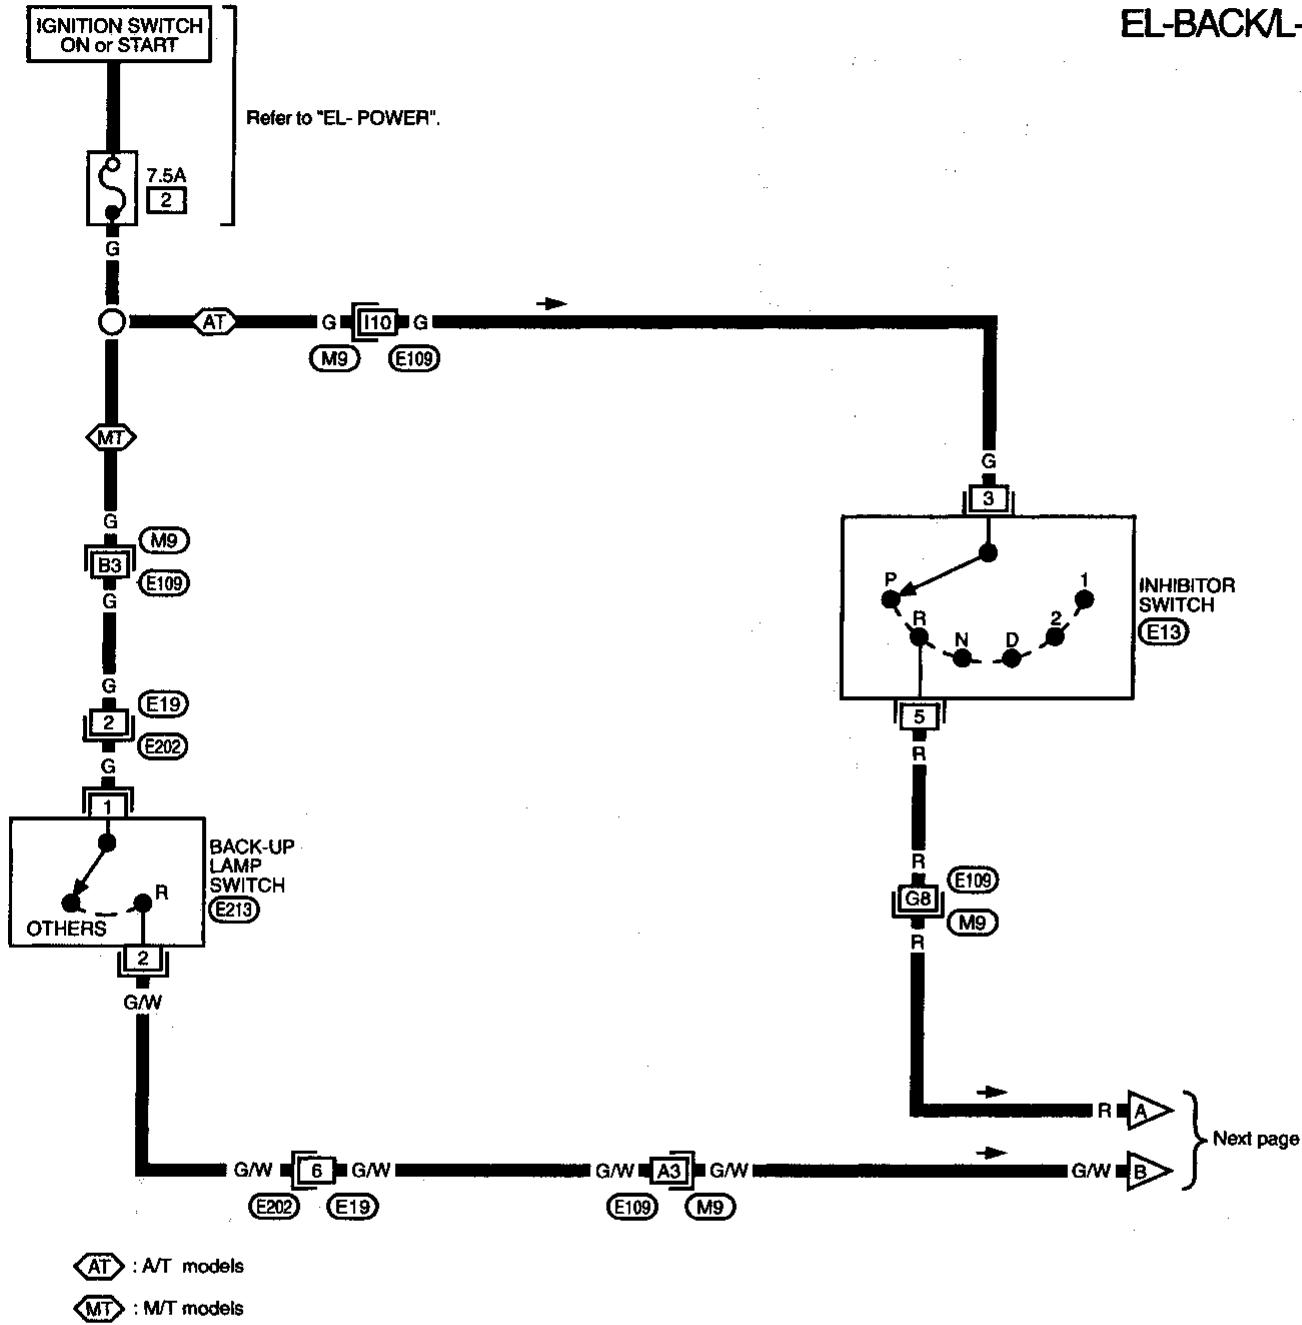 EL-BACK/L-
IGNITION SWITCH
ON or START
Refer to "EL- POWER".
7.5A
2
G
AT
G
I10
G
M9
E109
MT
G
3
G
M9
B3
E109
G
P
R
N
D
2
1
INHIBITOR
SWITCH
E13
G
E19
2
E202
G
5
R
1
BACK-UP
LAMP
SWITCH
E213
R
OTHERS
2
G/W
R
E109
G8
M9
R
R
A
Next page
G/W
6
G/W
G/W
A3
G/W
G/W
B
E202
E19
E109
M9
AT : A/T models
MT : M/T models